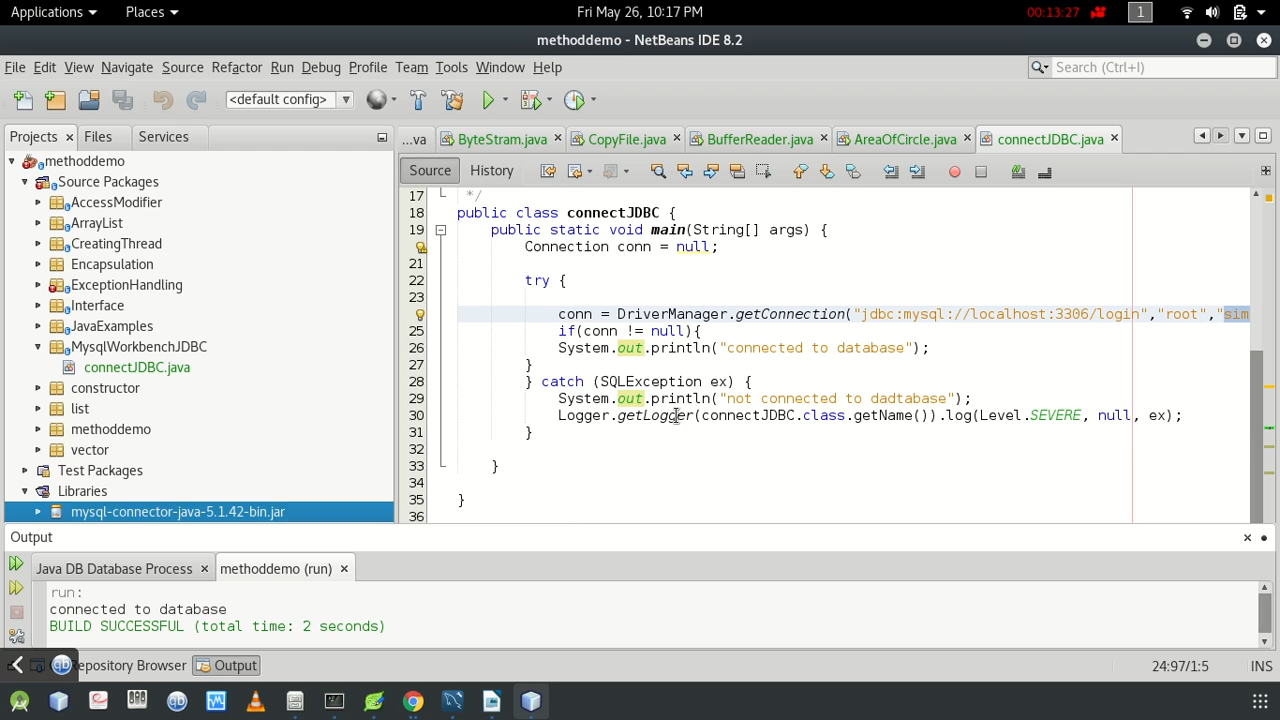 Applications Places Fri May 26, 10:17 PM 00:13:27 1
methoddemo - NetBeans IDE 8.2
File Edit View Navigate Source Refactor Run Debug Profile Team Tools Window Help Search (Ctrl+I)
<default config>
Projects Files Services
...va ByteStram.java CopyFile.java BufferReader.java AreaOfCircle.java connectJDBC.java
Source History
methoddemo
Source Packages
AccessModifier
ArrayList
CreatingThread
Encapsulation
ExceptionHandling
Interface
JavaExamples
MysqlWorkbenchJDBC
connectJDBC.java
constructor
list
methoddemo
vector
Test Packages
Libraries
mysql-connector-java-5.1.42-bin.jar
17 */
18 public class connectJDBC {
19 public static void main(String[] args) {
Connection conn = null;
21
22 try {
23
conn = DriverManager.getConnection("jdbc:mysql://localhost:3306/login","root","sim
25 if(conn != null){
26 System.out.println("connected to database");
27 }
28 } catch (SQLException ex) {
29 System.out.println("not connected to dadtabase");
30 Logger.getLogger(connectJDBC.class.getName()).log(Level.SEVERE, null, ex);
31 }
32
33 }
34
35 }
36
Output
Java DB Database Process methoddemo (run)
run:
connected to database
BUILD SUCCESSFUL (total time: 2 seconds)
qb epository Browser Output 24:97/1:5 INS
qb